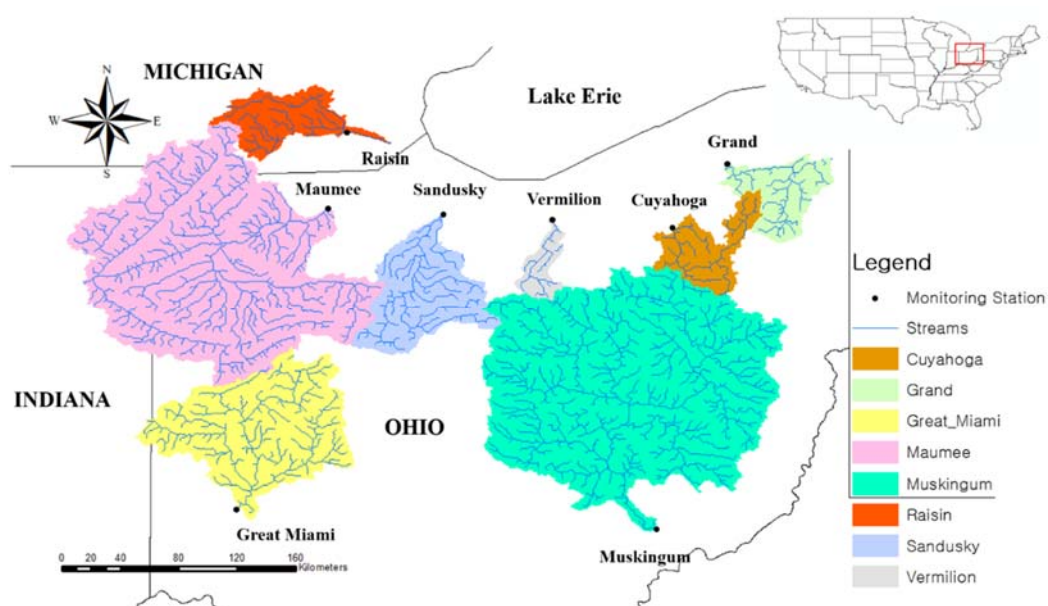 MICHIGAN
N
W E
S
Lake Erie
Raisin
Grand
Maumee
Sandusky
Vermilion
Cuyahoga
INDIANA
OHIO
Great Miami
Muskingum
0 20 40 80 120 160
Kilometers
Legend
Monitoring Station
Streams
Cuyahoga
Grand
Great_Miami
Maumee
Muskingum
Raisin
Sandusky
Vermilion